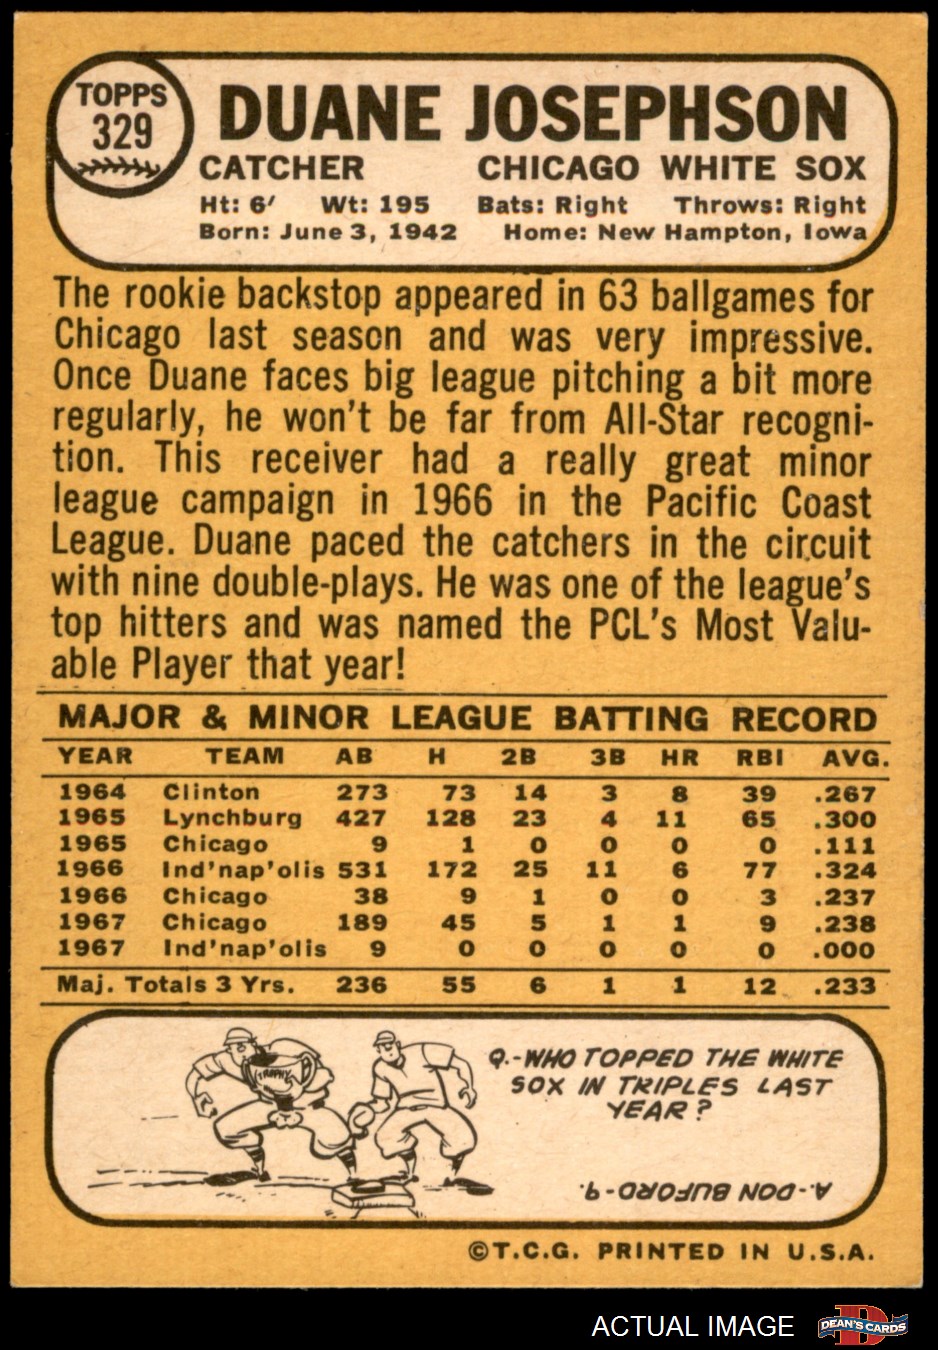 TOPPS
329
DUANE JOSEPHSON
CATCHER CHICAGO WHITE SOX
Ht: 6′ Wt: 195 Bats: Right Throws: Right
Born: June 3, 1942 Home: New Hampton, Iowa
The rookie backstop appeared in 63 ballgames for
Chicago last season and was very impressive.
Once Duane faces big league pitching a bit more
regularly, he won't be far from All-Star recogni-
tion. This receiver had a really great minor
league campaign in 1966 in the Pacific Coast
League. Duane paced the catchers in the circuit
with nine double-plays. He was one of the league's
top hitters and was named the PCL's Most Valu-
able Player that year!
MAJOR & MINOR LEAGUE BATTING RECORD
YEAR TEAM AB H 2B 3B HR RBI AVG.
1964 Clinton 273 73 14 3 8 39 .267
1965 Lynchburg 427 128 23 4 11 65 .300
1965 Chicago 9 1 0 0 0 0 .111
1966 Ind'nap'olis 531 172 25 11 6 77 .324
1966 Chicago 38 9 1 0 0 3 .237
1967 Chicago 189 45 5 1 1 9 .238
1967 Ind'nap'olis 9 0 0 0 0 0 .000
Maj. Totals 3 Yrs. 236 55 6 1 1 12 .233
TROPHY
Q.-WHO TOPPED THE WHITE
SOX IN TRIPLES LAST
YEAR?
A.-DON BUFORD-9.
©T.C.G. PRINTED IN U.S.A.
ACTUAL IMAGE
D
DEAN'S CARDS